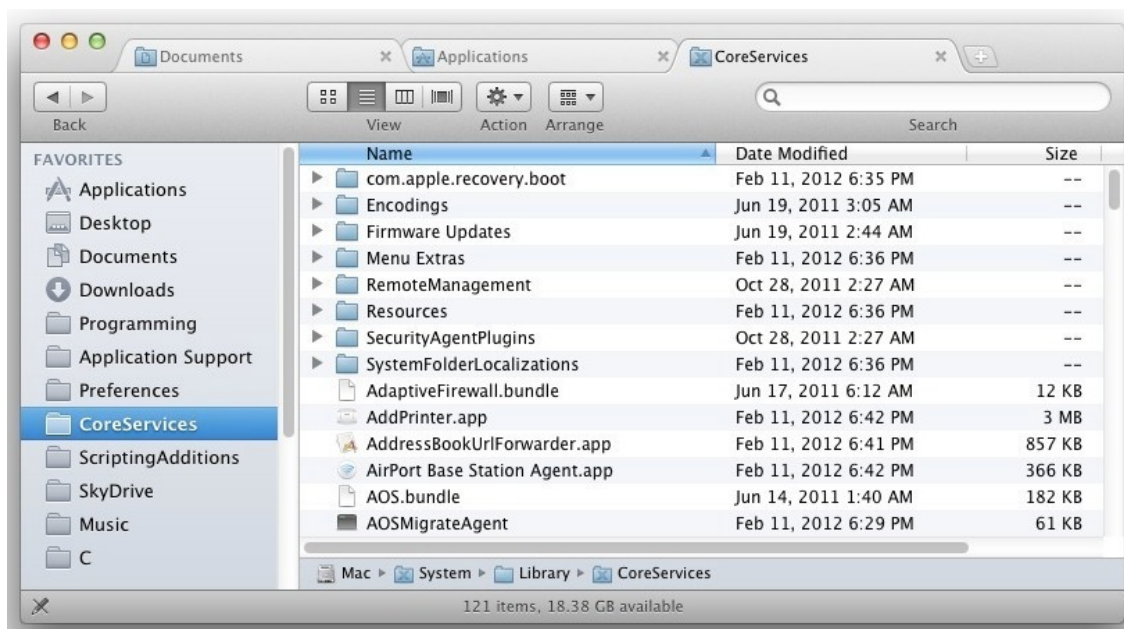 Documents Applications CoreServices
Back View Action Arrange Search
FAVORITES
Applications
Desktop
Documents
Downloads
Programming
Application Support
Preferences
CoreServices
ScriptingAdditions
SkyDrive
Music
C
Name Date Modified Size
com.apple.recovery.boot Feb 11, 2012 6:35 PM --
Encodings Jun 19, 2011 3:05 AM --
Firmware Updates Jun 19, 2011 2:44 AM --
Menu Extras Feb 11, 2012 6:36 PM --
RemoteManagement Oct 28, 2011 2:27 AM --
Resources Feb 11, 2012 6:36 PM --
SecurityAgentPlugins Oct 28, 2011 2:27 AM --
SystemFolderLocalizations Feb 11, 2012 6:36 PM --
AdaptiveFirewall.bundle Jun 17, 2011 6:12 AM 12 KB
AddPrinter.app Feb 11, 2012 6:42 PM 3 MB
AddressBookUrlForwarder.app Feb 11, 2012 6:41 PM 857 KB
AirPort Base Station Agent.app Feb 11, 2012 6:42 PM 366 KB
AOS.bundle Jun 14, 2011 1:40 AM 182 KB
AOSMigrateAgent Feb 11, 2012 6:29 PM 61 KB
Mac System Library CoreServices
121 items, 18.38 GB available